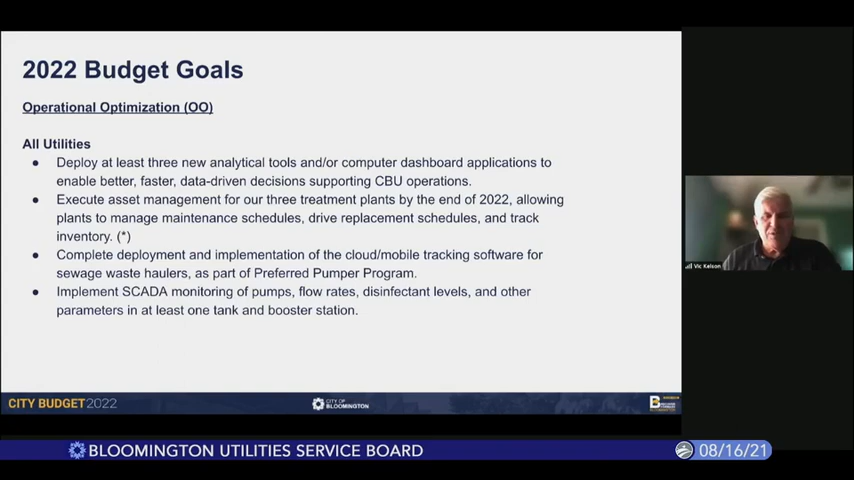 2022 Budget Goals
Operational Optimization (OO)
All Utilities
● Deploy at least three new analytical tools and/or computer dashboard applications to
enable better, faster, data-driven decisions supporting CBU operations.
● Execute asset management for our three treatment plants by the end of 2022, allowing
plants to manage maintenance schedules, drive replacement schedules, and track
inventory. (*)
● Complete deployment and implementation of the cloud/mobile tracking software for
sewage waste haulers, as part of Preferred Pumper Program.
● Implement SCADA monitoring of pumps, flow rates, disinfectant levels, and other
parameters in at least one tank and booster station.
Vic Kelson
CITY BUDGET 2022
CITY OF
BLOOMINGTON
B
BLOOMINGTON UTILITIES SERVICE BOARD
08/16/21